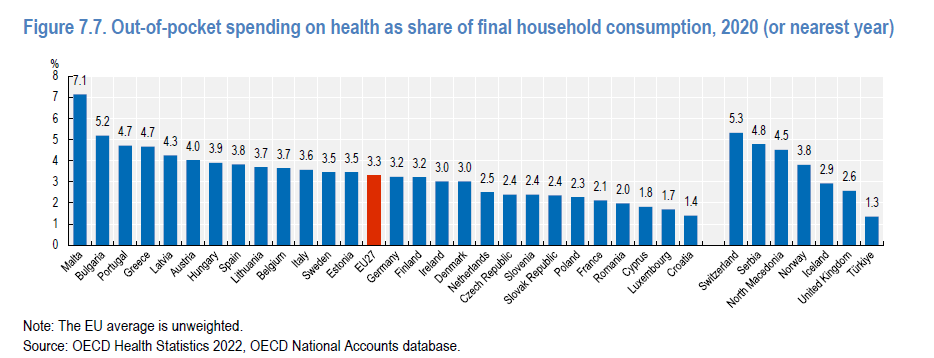 Figure 7.7. Out-of-pocket spending on health as share of final household consumption, 2020 (or nearest year)
%
8
7
6
5
4
3
2
1
0
7.1
5.2
4.7
4.7
4.3
4.0
3.9
3.8
3.7
3.7
3.6
3.5
3.5
3.3
3.2
3.2
3.0
3.0
2.5
2.4
2.4
2.4
2.3
2.1
2.0
1.8
1.7
1.4
5.3
4.8
4.5
3.8
2.9
2.6
1.3
Malta
Bulgaria
Portugal
Greece
Latvia
Austria
Hungary
Spain
Lithuania
Belgium
Italy
Sweden
Estonia
EU27
Germany
Finland
Ireland
Denmark
Netherlands
Czech Republic
Slovenia
Slovak Republic
Poland
France
Romania
Cyprus
Luxembourg
Croatia
Switzerland
Serbia
North Macedonia
Norway
Iceland
United Kingdom
Türkiye
Note: The EU average is unweighted.
Source: OECD Health Statistics 2022, OECD National Accounts database.